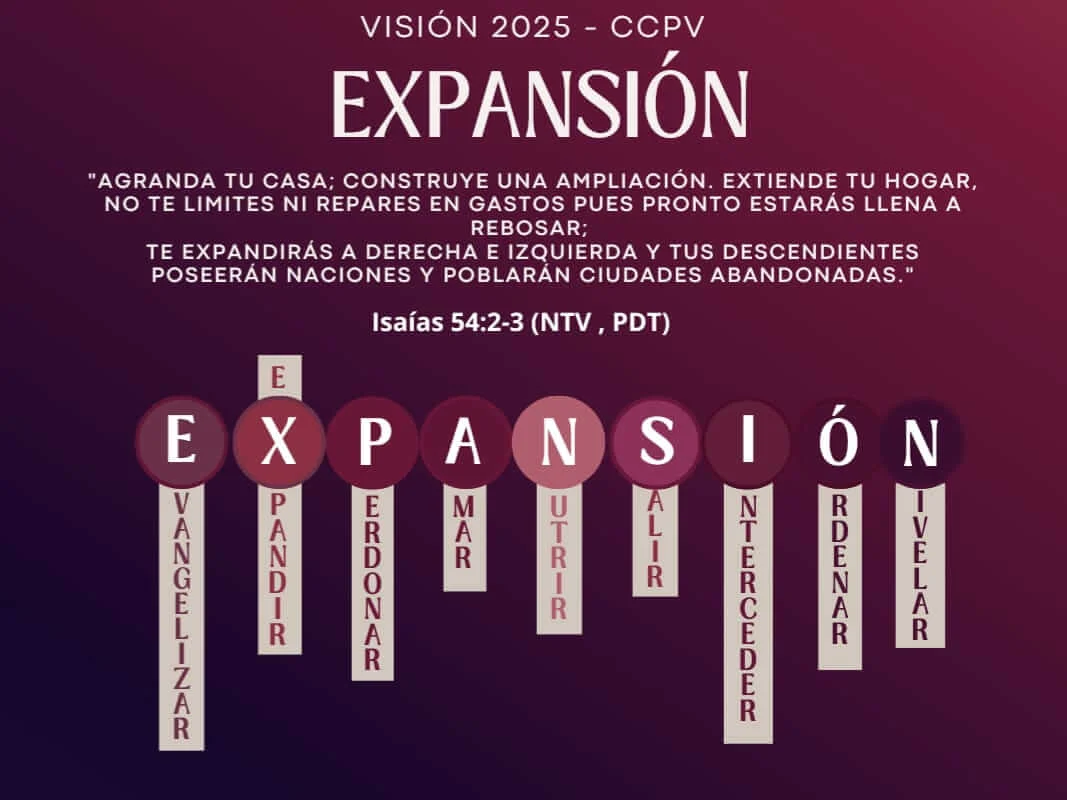 VISIÓN 2025 - CCPV
EXPANSIÓN
"AGRANDA TU CASA; CONSTRUYE UNA AMPLIACIÓN. EXTIENDE TU HOGAR,
NO TE LIMITES NI REPARES EN GASTOS PUES PRONTO ESTARÁS LLENA A
REBOSAR;
TE EXPANDIRÁS A DERECHA E IZQUIERDA Y TUS DESCENDIENTES
POSEERÁN NACIONES Y POBLARÁN CIUDADES ABANDONADAS."
Isaías 54:2-3 (NTV , PDT)
EVANGELIZAR
EXPANDIR
PERDONAR
AMAR
NUTRIR
SALIR
INTERCEDER
ÓRDENAR
NIVELAR